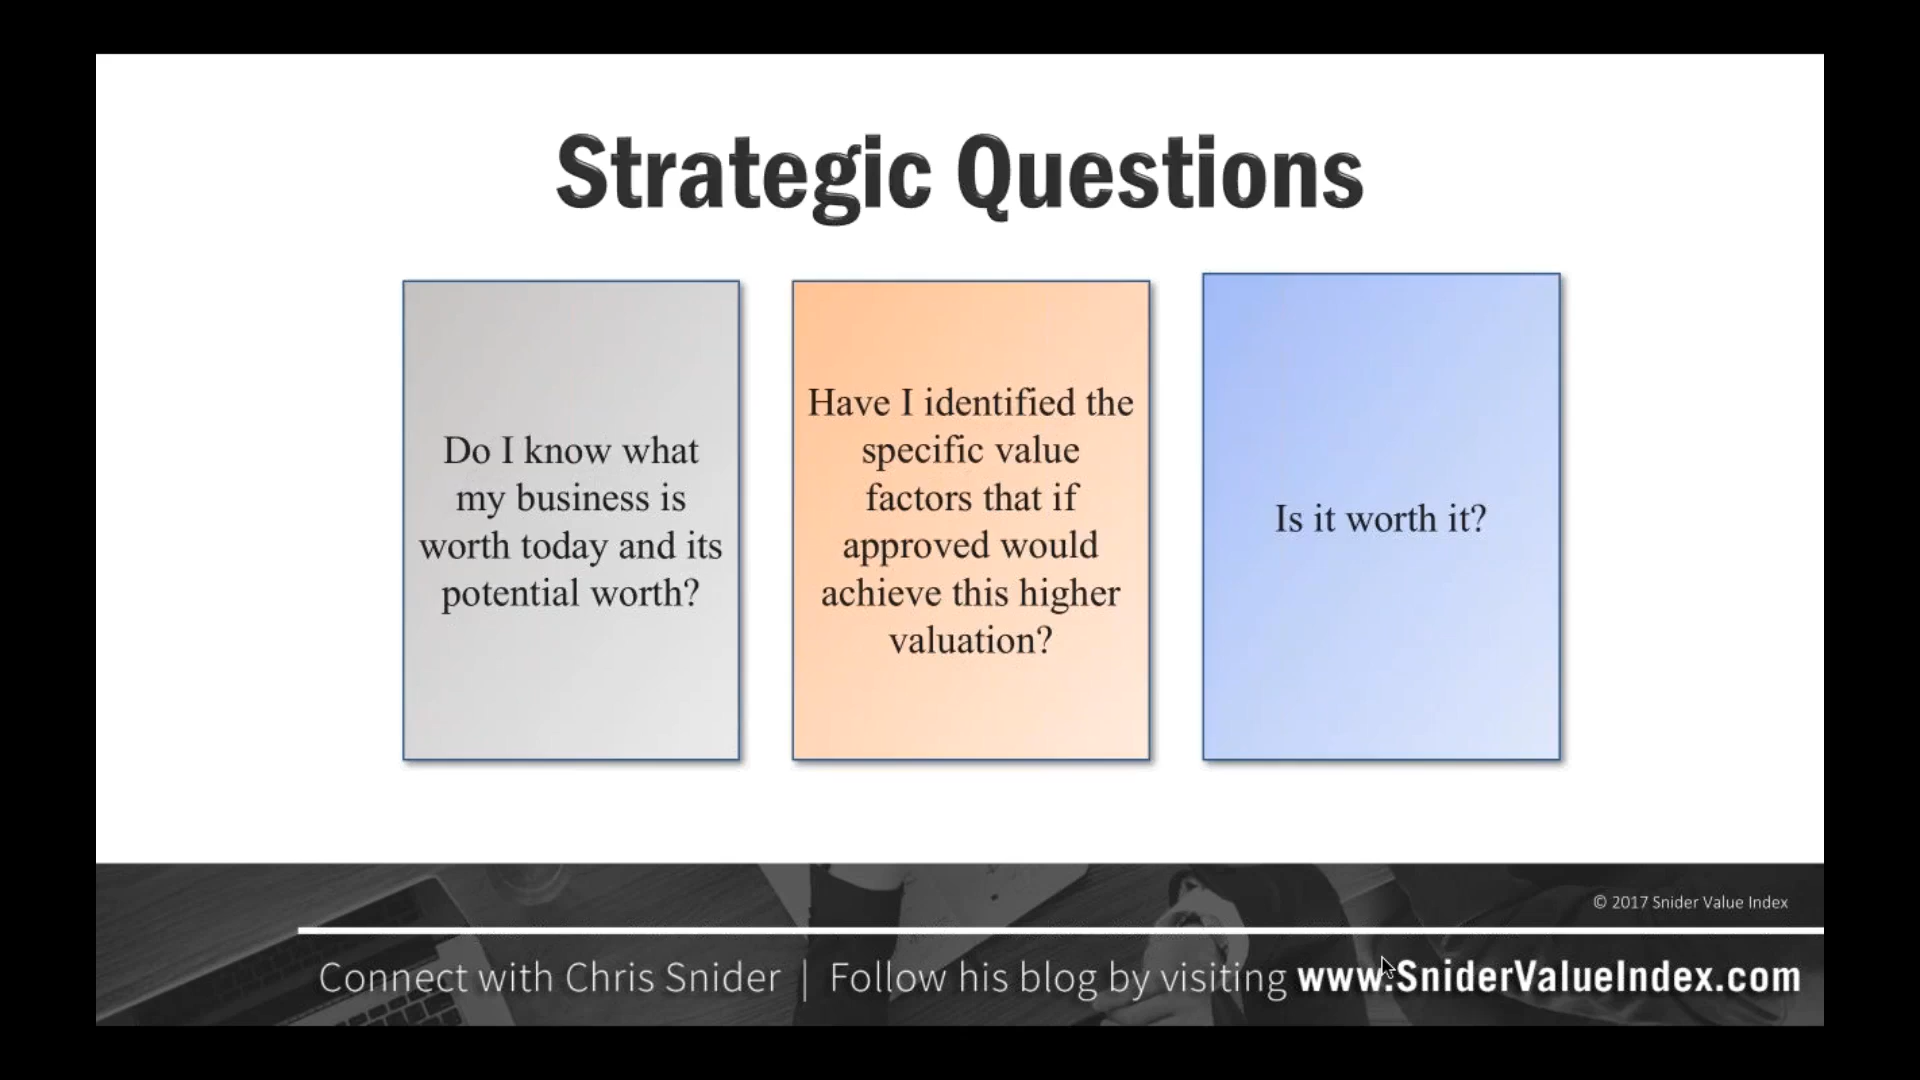 Strategic Questions
Do I know what
my business is
worth today and its
potential worth?
Have I identified the
specific value
factors that if
approved would
achieve this higher
valuation?
Is it worth it?
© 2017 Snider Value Index
Connect with Chris Snider | Follow his blog by visiting www.SniderValueIndex.com